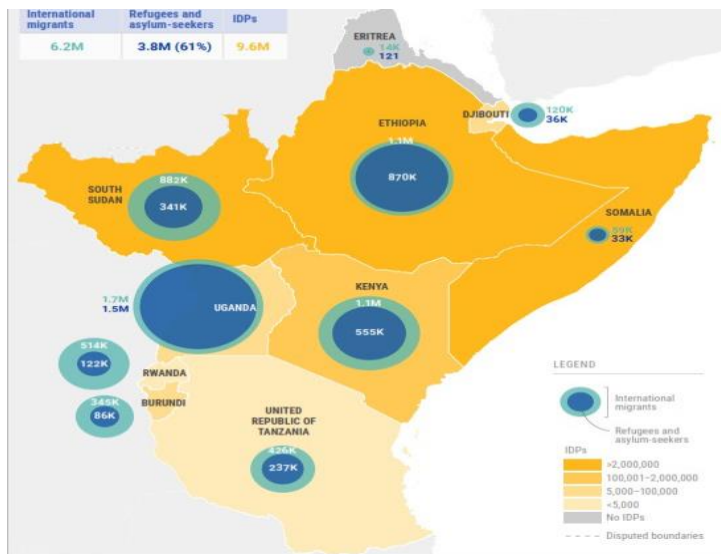 International
migrants
Refugees and
asylum-seekers
IDPs
6.2M
3.8M (61%)
9.6M
ERITREA
14K
121
DJIBOUTI
120K
36K
ETHIOPIA
1.1M
870K
SOUTH
SUDAN
882K
341K
SOMALIA
59K
33K
UGANDA
1.7M
1.5M
KENYA
1.1M
555K
514K
122K
RWANDA
345K
86K
BURUNDI
UNITED
REPUBLIC OF
TANZANIA
426K
237K
LEGEND
International
migrants
Refugees and
asylum-seekers
IDPs
>2,000,000
100,001–2,000,000
5,000–100,000
<5,000
No IDPs
Disputed boundaries